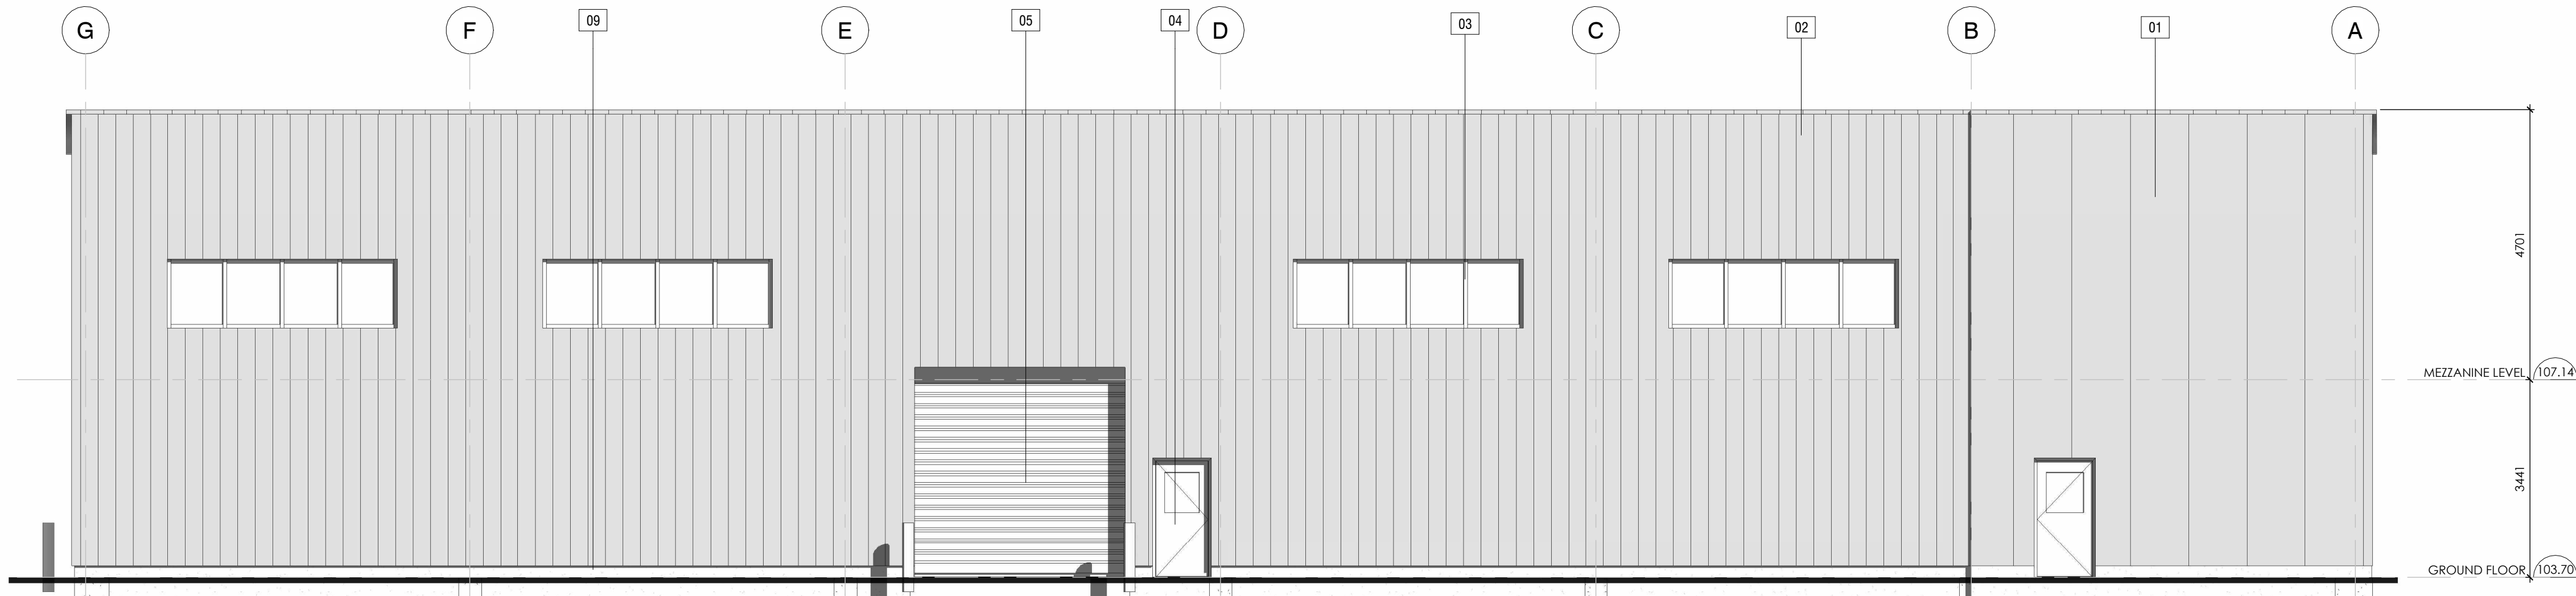 G
F
09
E
05
04
D
03
C
02
B
01
A
4701
MEZZANINE LEVEL 107.14
3441
GROUND FLOOR 103.70